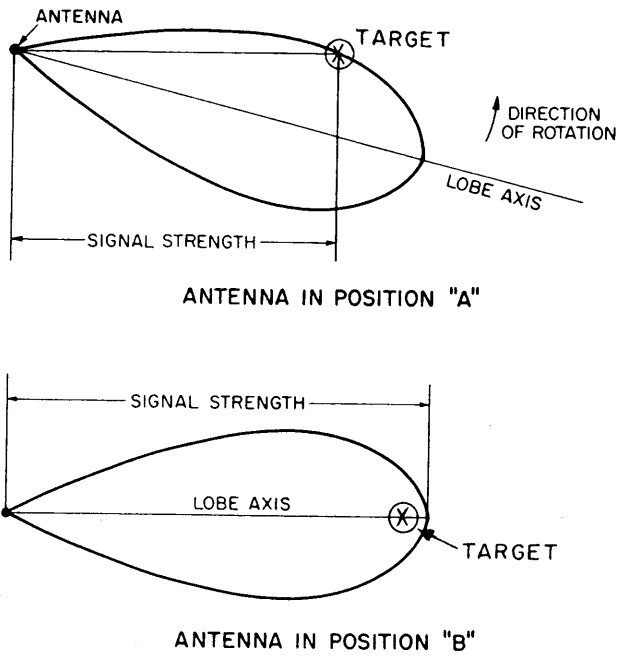 ANTENNA
TARGET
DIRECTION
OF ROTATION
LOBE AXIS
SIGNAL STRENGTH
ANTENNA IN POSITION "A"
SIGNAL STRENGTH
LOBE AXIS
X
TARGET
ANTENNA IN POSITION "B"